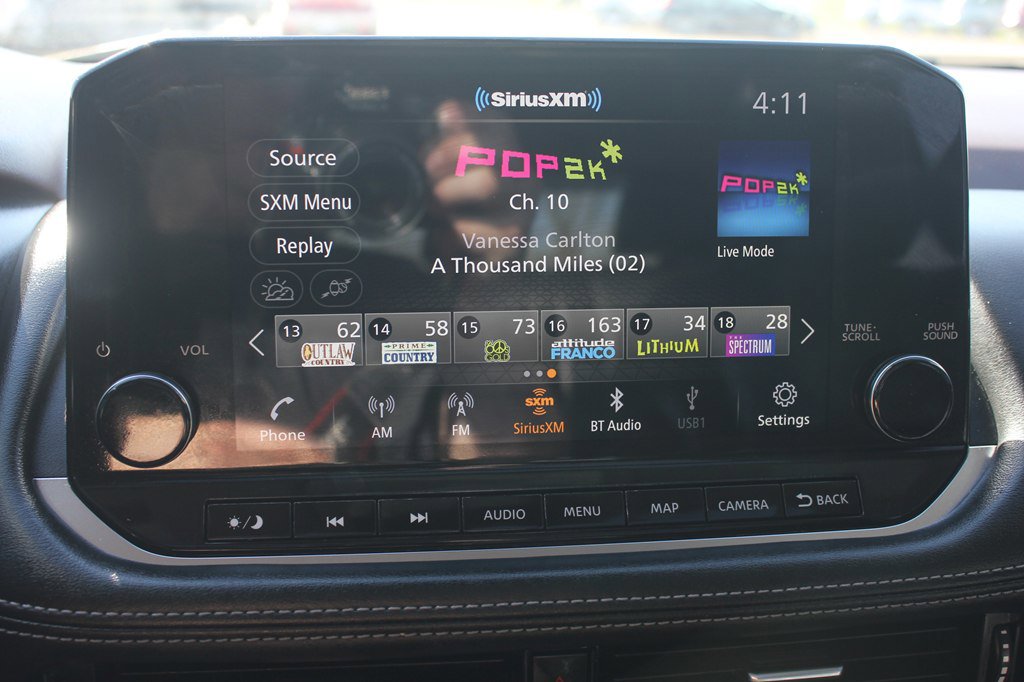 SiriusXM
4:11
Source
SXM Menu
Replay
POP2K*
Ch. 10
Vanessa Carlton
A Thousand Miles (02)
POP2K*
Live Mode
13 62 OUTLAW COUNTRY
14 58 PRIME COUNTRY
15 73
16 163 attitude FRANCO
17 34 LITHIUM
18 28 THE SPECTRUM
VOL
TUNE·
SCROLL
PUSH
SOUND
Phone
AM
FM
sxm
SiriusXM
BT Audio
USB1
Settings
AUDIO
MENU
MAP
CAMERA
BACK